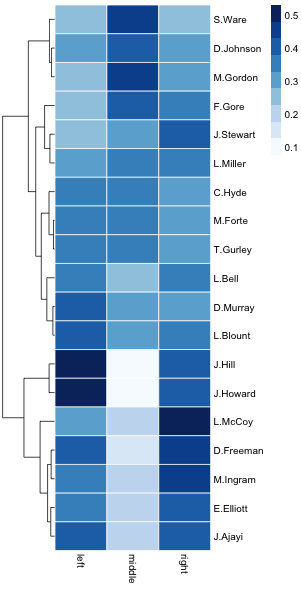 S.Ware
D.Johnson
M.Gordon
F.Gore
J.Stewart
L.Miller
C.Hyde
M.Forte
T.Gurley
L.Bell
D.Murray
L.Blount
J.Hill
J.Howard
L.McCoy
D.Freeman
M.Ingram
E.Elliott
J.Ajayi
left
middle
right
0.5
0.4
0.3
0.2
0.1